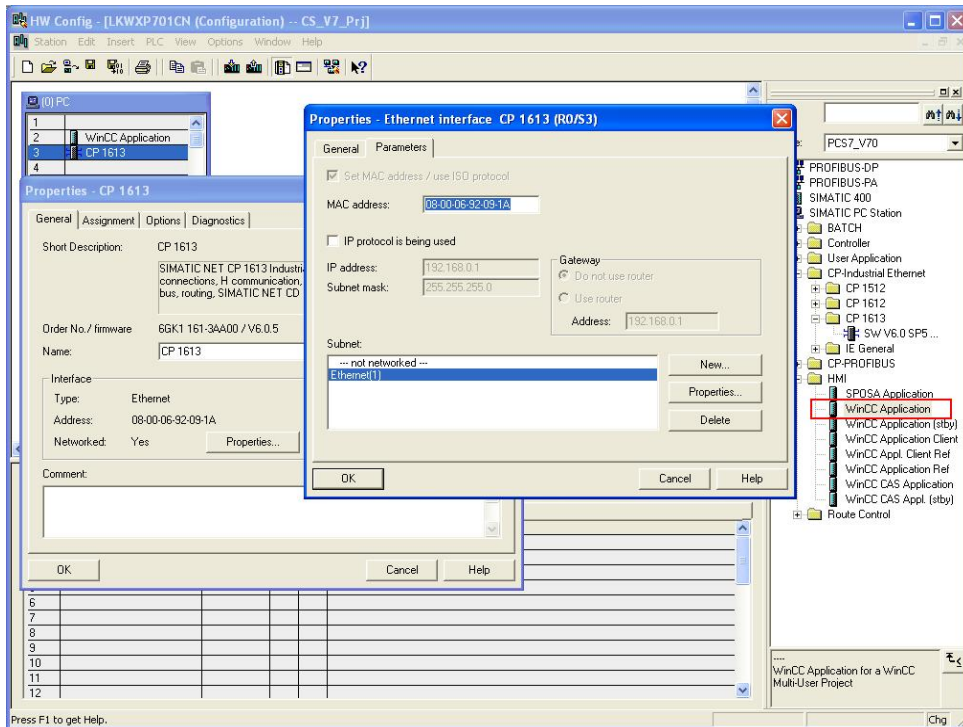 HW Config - [LKWXP701CN (Configuration) -- CS_V7_Prj]
Station Edit Insert PLC View Options Window Help
(0) PC
1
2 WinCC Application
3 CP 1613
4
Properties - CP 1613
General Assignment Options Diagnostics
Short Description: CP 1613
SIMATIC NET CP 1613 Industri
connections, H communication,
bus, routing, SIMATIC NET CD
Order No./ firmware 6GK1 161-3AA00 / V6.0.5
Name: CP 1613
Interface
Type: Ethernet
Address: 08-00-06-92-09-1A
Networked: Yes Properties...
Comment:
OK Cancel Help
Properties - Ethernet interface CP 1613 (R0/S3)
General Parameters
Set MAC address / use ISO protocol
MAC address: 08-00-06-92-09-1A
IP protocol is being used
IP address: 192.168.0.1
Subnet mask: 255.255.255.0
Gateway
Do not use router
Use router
Address: 192.168.0.1
Subnet:
--- not networked ---
Ethernet(1)
New...
Properties...
Delete
OK Cancel Help
6
7
8
9
10
11
12
PCS7_V70
PROFIBUS-DP
PROFIBUS-PA
SIMATIC 400
SIMATIC PC Station
BATCH
Controller
User Application
CP-Industrial Ethernet
CP 1512
CP 1612
CP 1613
SW V6.0 SP5 ...
IE General
CP-PROFIBUS
HMI
SPOSA Application
WinCC Application
WinCC Application (stby)
WinCC Application Client
WinCC Appl. Client Ref
WinCC Application Ref
WinCC CAS Application
WinCC CAS Appl. (stby)
Route Control
----
WinCC Application for a WinCC
Multi-User Project
Press F1 to get Help.
Chg